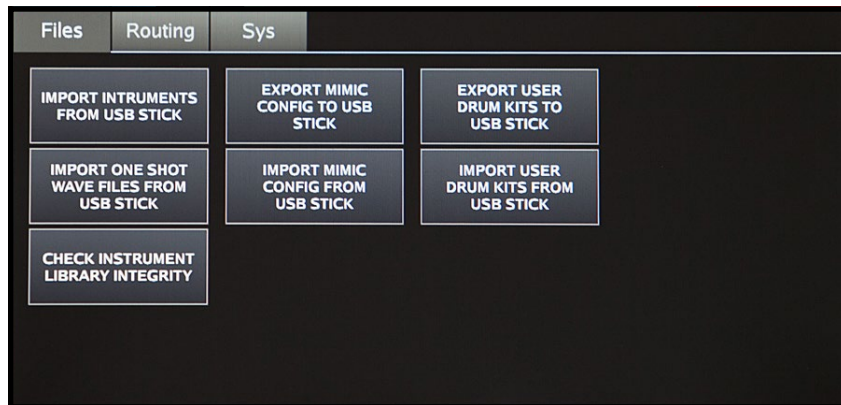 Files
Routing
Sys
IMPORT INTRUMENTS
FROM USB STICK
EXPORT MIMIC
CONFIG TO USB
STICK
EXPORT USER
DRUM KITS TO
USB STICK
IMPORT ONE SHOT
WAVE FILES FROM
USB STICK
IMPORT MIMIC
CONFIG FROM
USB STICK
IMPORT USER
DRUM KITS FROM
USB STICK
CHECK INSTRUMENT
LIBRARY INTEGRITY